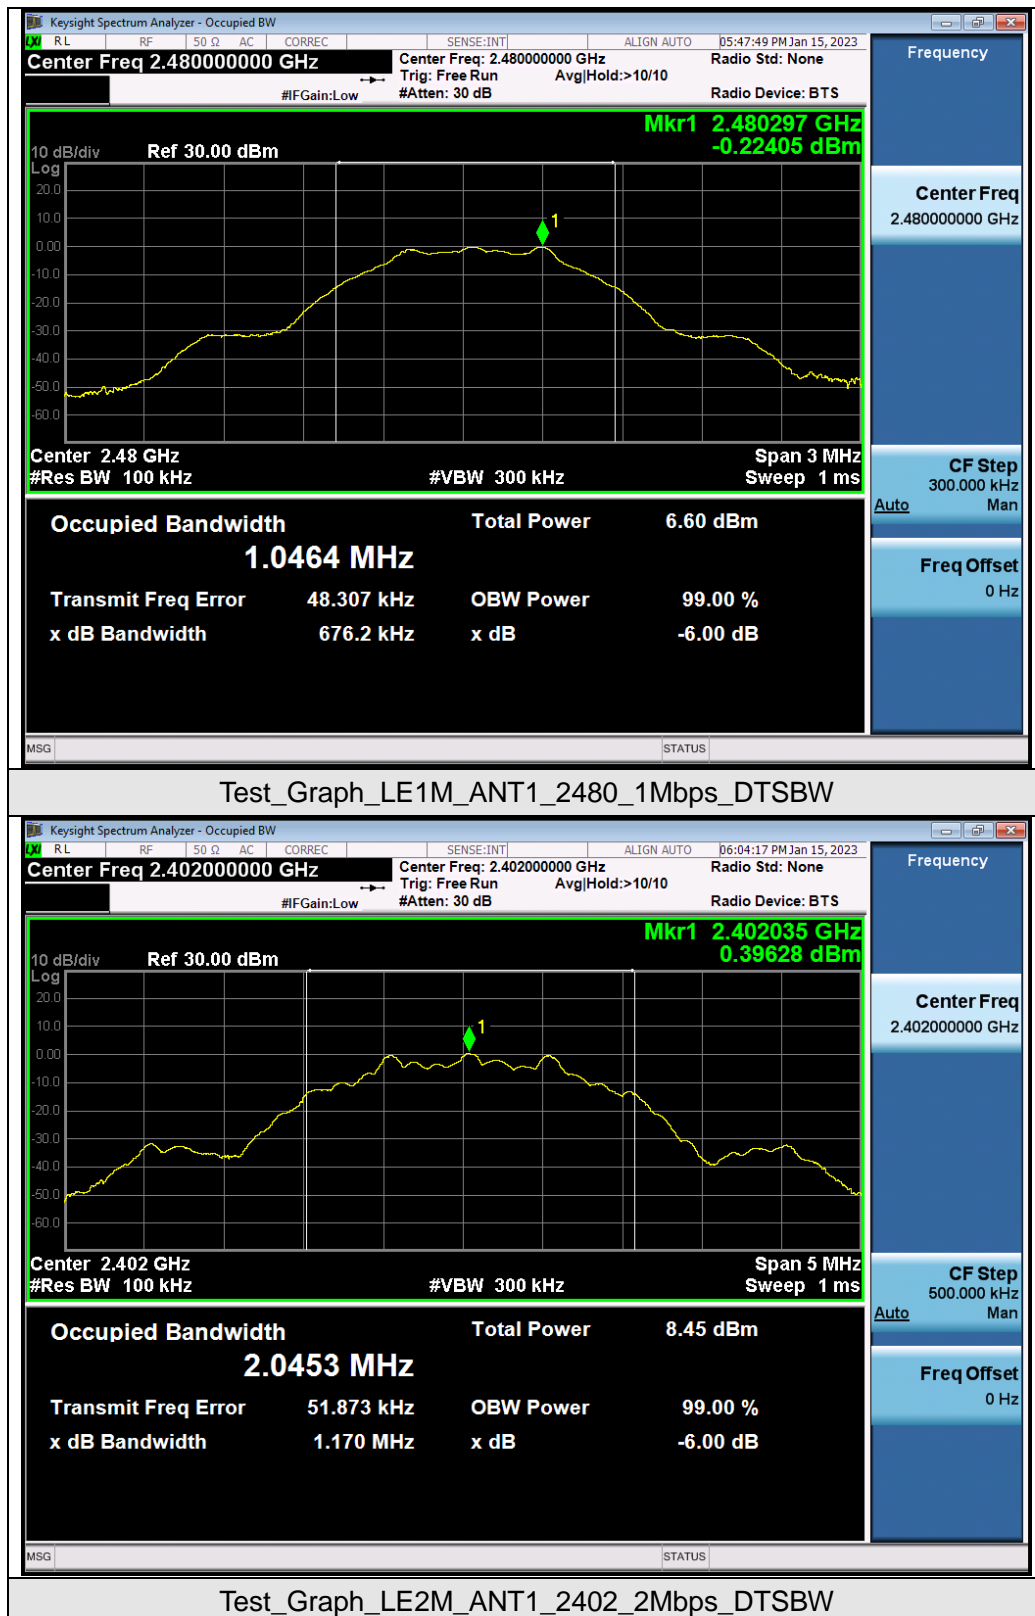 Keysight Spectrum Analyzer - Occupied BW
LXI RL RF 50 Ω AC CORREC SENSE:INT ALIGN AUTO 05:47:49 PM Jan 15, 2023
Center Freq 2.480000000 GHz
Center Freq: 2.480000000 GHz
Radio Std: None
Trig: Free Run Avg|Hold:>10/10
#IFGain:Low #Atten: 30 dB Radio Device: BTS
Frequency
Mkr1 2.480297 GHz
-0.22405 dBm
10 dB/div Ref 30.00 dBm
Log
20.0
10.0
0.00
-10.0
-20.0
-30.0
-40.0
-50.0
-60.0
1
Center 2.48 GHz Span 3 MHz
#Res BW 100 kHz #VBW 300 kHz Sweep 1 ms
Center Freq
2.480000000 GHz
CF Step
300.000 kHz
Auto Man
Freq Offset
0 Hz
Occupied Bandwidth Total Power 6.60 dBm
1.0464 MHz
Transmit Freq Error 48.307 kHz OBW Power 99.00 %
x dB Bandwidth 676.2 kHz x dB -6.00 dB
MSG STATUS
Test_Graph_LE1M_ANT1_2480_1Mbps_DTSBW
Keysight Spectrum Analyzer - Occupied BW
LXI RL RF 50 Ω AC CORREC SENSE:INT ALIGN AUTO 06:04:17 PM Jan 15, 2023
Center Freq 2.402000000 GHz
Center Freq: 2.402000000 GHz
Radio Std: None
Trig: Free Run Avg|Hold:>10/10
#IFGain:Low #Atten: 30 dB Radio Device: BTS
Frequency
Mkr1 2.402035 GHz
0.39628 dBm
10 dB/div Ref 30.00 dBm
Log
20.0
10.0
0.00
-10.0
-20.0
-30.0
-40.0
-50.0
-60.0
1
Center 2.402 GHz Span 5 MHz
#Res BW 100 kHz #VBW 300 kHz Sweep 1 ms
Center Freq
2.402000000 GHz
CF Step
500.000 kHz
Auto Man
Freq Offset
0 Hz
Occupied Bandwidth Total Power 8.45 dBm
2.0453 MHz
Transmit Freq Error 51.873 kHz OBW Power 99.00 %
x dB Bandwidth 1.170 MHz x dB -6.00 dB
MSG STATUS
Test_Graph_LE2M_ANT1_2402_2Mbps_DTSBW